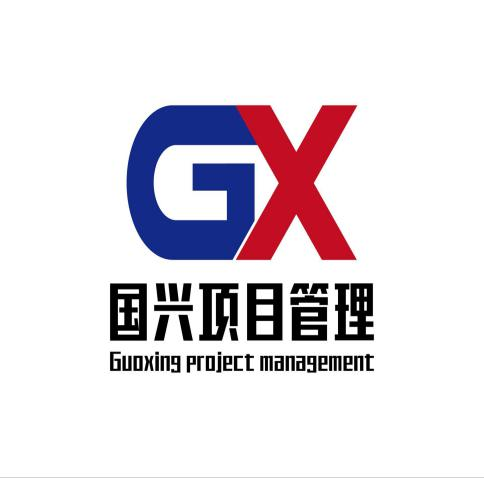 GX
国兴项目管理
Guoxing project management